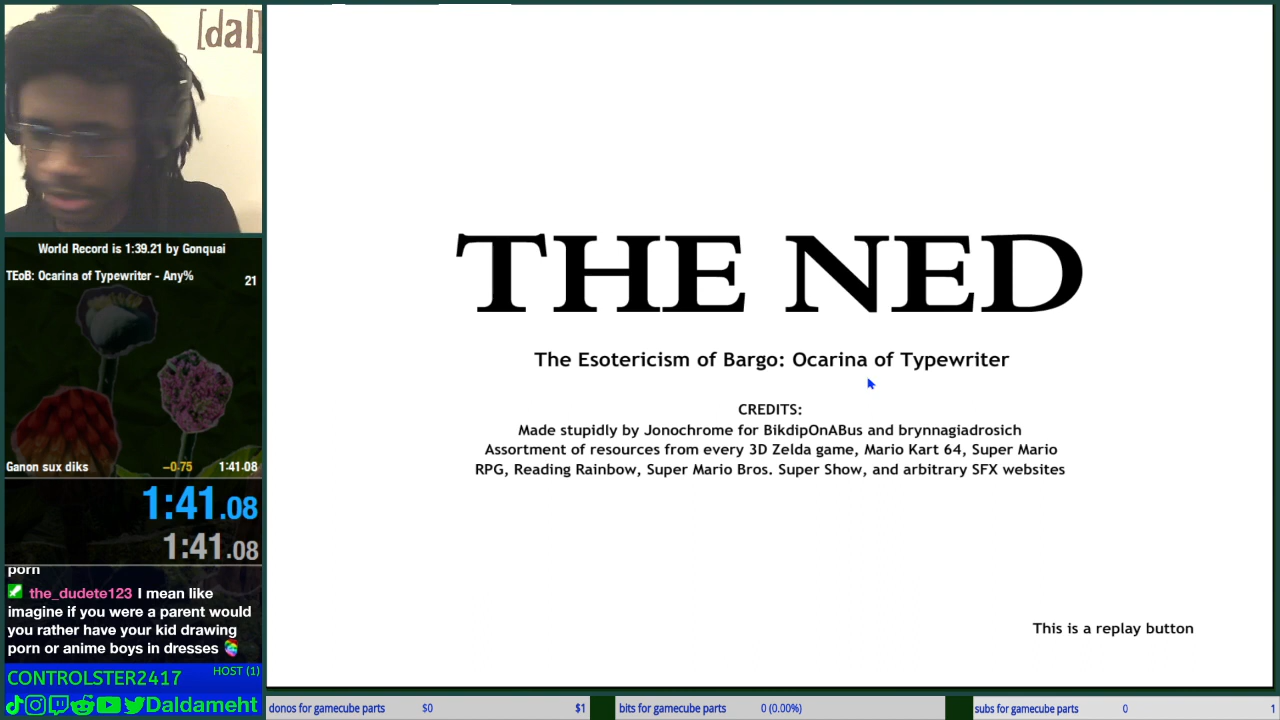 [dal]
World Record is 1:39.21 by Gonquai
TEoB: Ocarina of Typewriter - Any%
21
Ganon sux diks -0.75 1:41.08
1:41.08
1:41.08
porn
the_dudete123 I mean like
imagine if you were a parent would
you rather have your kid drawing
porn or anime boys in dresses
CONTROLSTER2417
HOST (1)
Daldameht
THE NED
The Esotericism of Bargo: Ocarina of Typewriter
CREDITS:
Made stupidly by Jonochrome for BikdipOnABus and brynnagiadrosich
Assortment of resources from every 3D Zelda game, Mario Kart 64, Super Mario
RPG, Reading Rainbow, Super Mario Bros. Super Show, and arbitrary SFX websites
This is a replay button
donos for gamecube parts $0 $1
bits for gamecube parts 0 (0.00%)
subs for gamecube parts 0 1